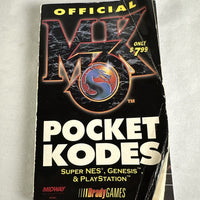 OFFICIAL
MK3
ONLY
$7.99
POCKET
KODES
SUPER NES, GENESIS
& PLAYSTATION
MIDWAY
BradyGAMES